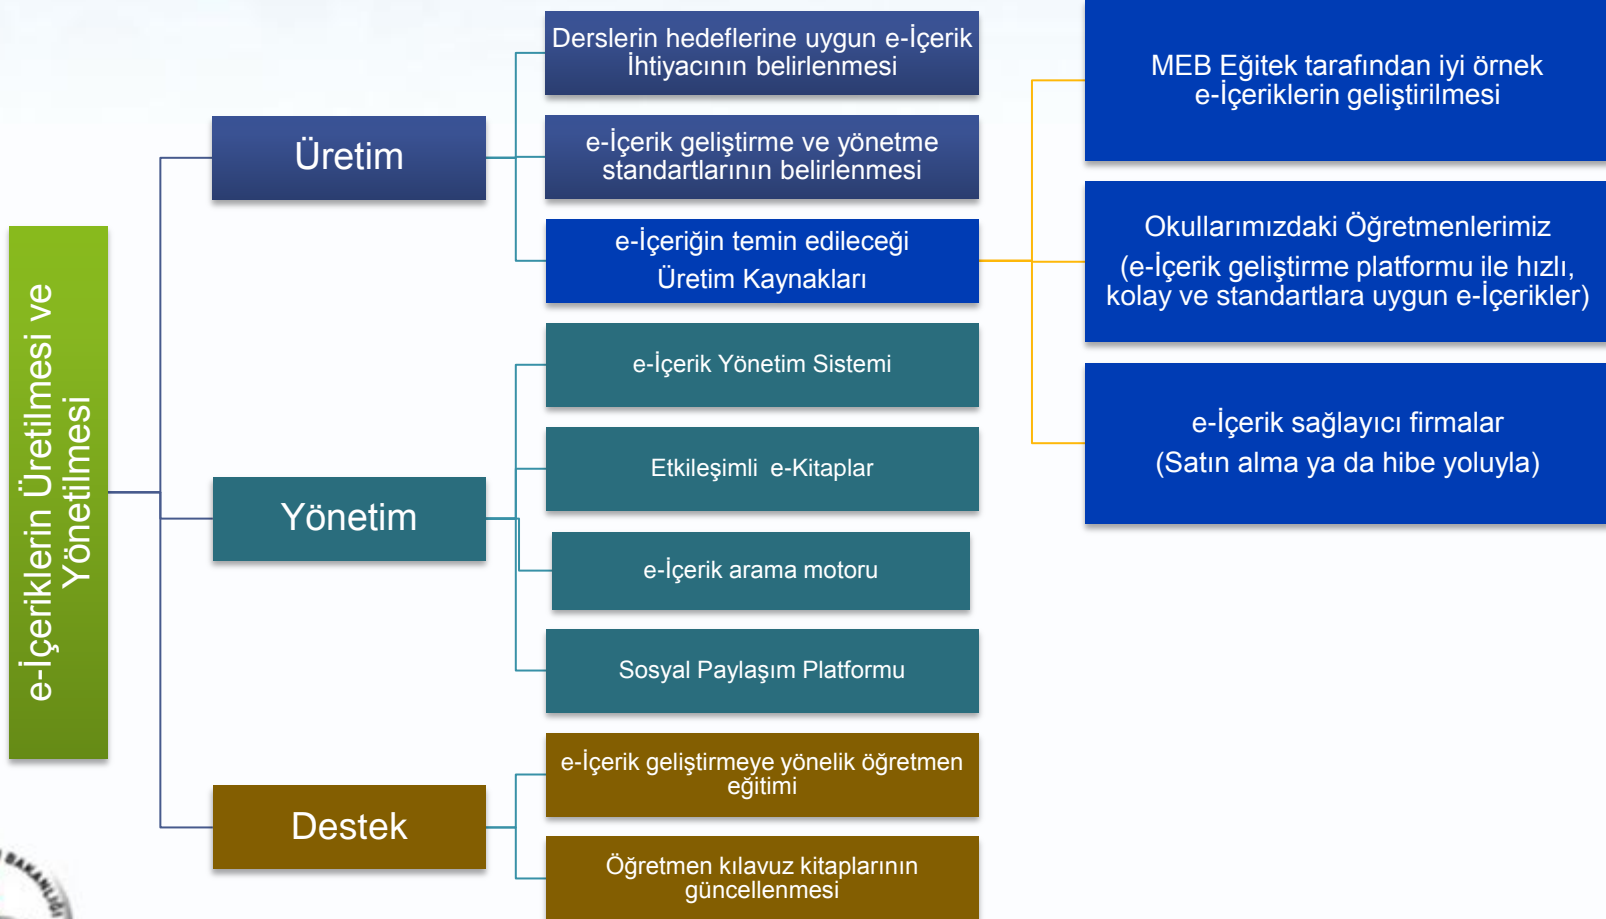 e-İçeriklerin Üretilmesi ve
Yönetilmesi
Üretim
Derslerin hedeflerine uygun e-İçerik
İhtiyacının belirlenmesi
e-İçerik geliştirme ve yönetme
standartlarının belirlenmesi
e-İçeriğin temin edileceği
Üretim Kaynakları
MEB Eğitek tarafından iyi örnek
e-İçeriklerin geliştirilmesi
Okullarımızdaki Öğretmenlerimiz
(e-İçerik geliştirme platformu ile hızlı,
kolay ve standartlara uygun e-İçerikler)
e-İçerik sağlayıcı firmalar
(Satın alma ya da hibe yoluyla)
Yönetim
e-İçerik Yönetim Sistemi
Etkileşimli  e-Kitaplar
e-İçerik arama motoru
Sosyal Paylaşım Platformu
Destek
e-İçerik geliştirmeye yönelik öğretmen
eğitimi
Öğretmen kılavuz kitaplarının
güncellenmesi
BAKANLIĞI